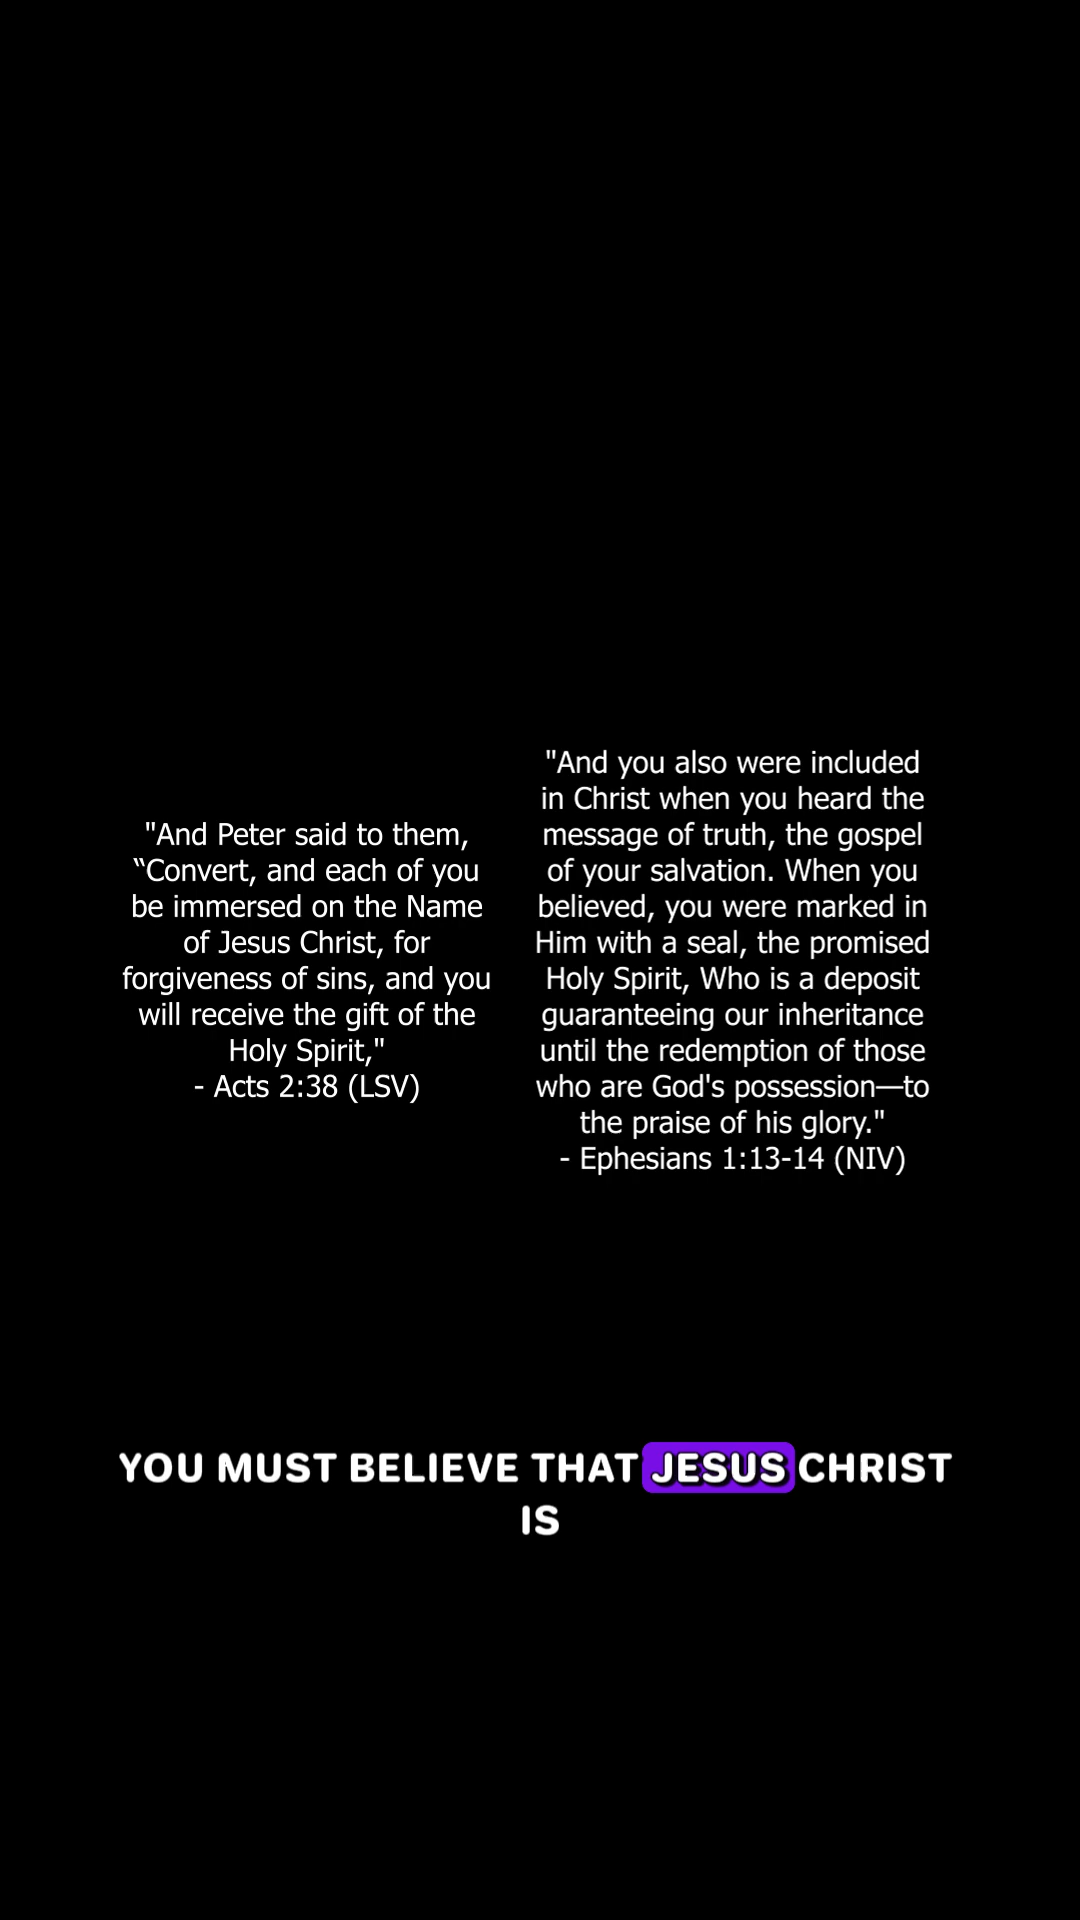 "And Peter said to them,
“Convert, and each of you
be immersed on the Name
of Jesus Christ, for
forgiveness of sins, and you
will receive the gift of the
Holy Spirit,"
- Acts 2:38 (LSV)
"And you also were included
in Christ when you heard the
message of truth, the gospel
of your salvation. When you
believed, you were marked in
Him with a seal, the promised
Holy Spirit, Who is a deposit
guaranteeing our inheritance
until the redemption of those
who are God's possession—to
the praise of his glory."
- Ephesians 1:13-14 (NIV)
YOU MUST BELIEVE THAT JESUS CHRIST
IS